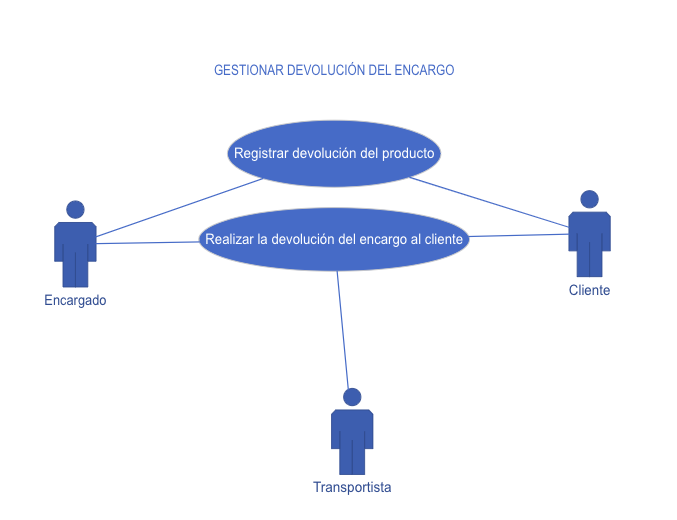 GESTIONAR DEVOLUCIÓN DEL ENCARGO
Registrar devolución del producto
Realizar la devolución del encargo al cliente
Encargado
Cliente
Transportista